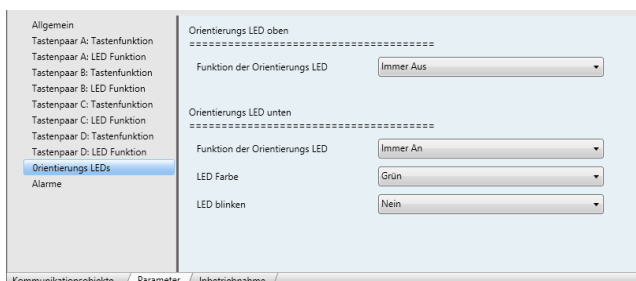 Allgemein
Tastenpaar A: Tastenfunktion
Tastenpaar A: LED Funktion
Tastenpaar B: Tastenfunktion
Tastenpaar B: LED Funktion
Tastenpaar C: Tastenfunktion
Tastenpaar C: LED Funktion
Tastenpaar D: Tastenfunktion
Tastenpaar D: LED Funktion
Orientierungs LEDs
Alarme
Orientierungs LED oben
===================================
Funktion der Orientierungs LED Immer Aus
Orientierungs LED unten
===================================
Funktion der Orientierungs LED Immer An
LED Farbe Grün
LED blinken Nein
Kommunikationsobjekte Parameter Inbetriebnahme